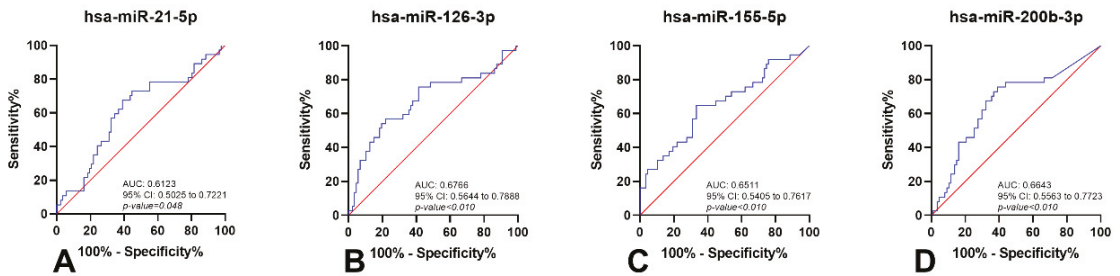 hsa-miR-21-5p
Sensitivity%
100
80
60
40
20
0
AUC: 0.6123
95% CI: 0.5025 to 0.7221
p-value=0.048
0 20 40 60 80 100
100% - Specificity%
A
hsa-miR-126-3p
Sensitivity%
100
80
60
40
20
0
AUC: 0.6766
95% CI: 0.5644 to 0.7888
p-value<0.010
0 20 40 60 80 100
100% - Specificity%
B
hsa-miR-155-5p
Sensitivity%
100
80
60
40
20
0
AUC: 0.6511
95% CI: 0.5405 to 0.7617
p-value<0.010
0 20 40 60 80 100
100% - Specificity%
C
hsa-miR-200b-3p
Sensitivity%
100
80
60
40
20
0
AUC: 0.6643
95% CI: 0.5563 to 0.7723
p-value<0.010
0 20 40 60 80 100
100% - Specificity%
D